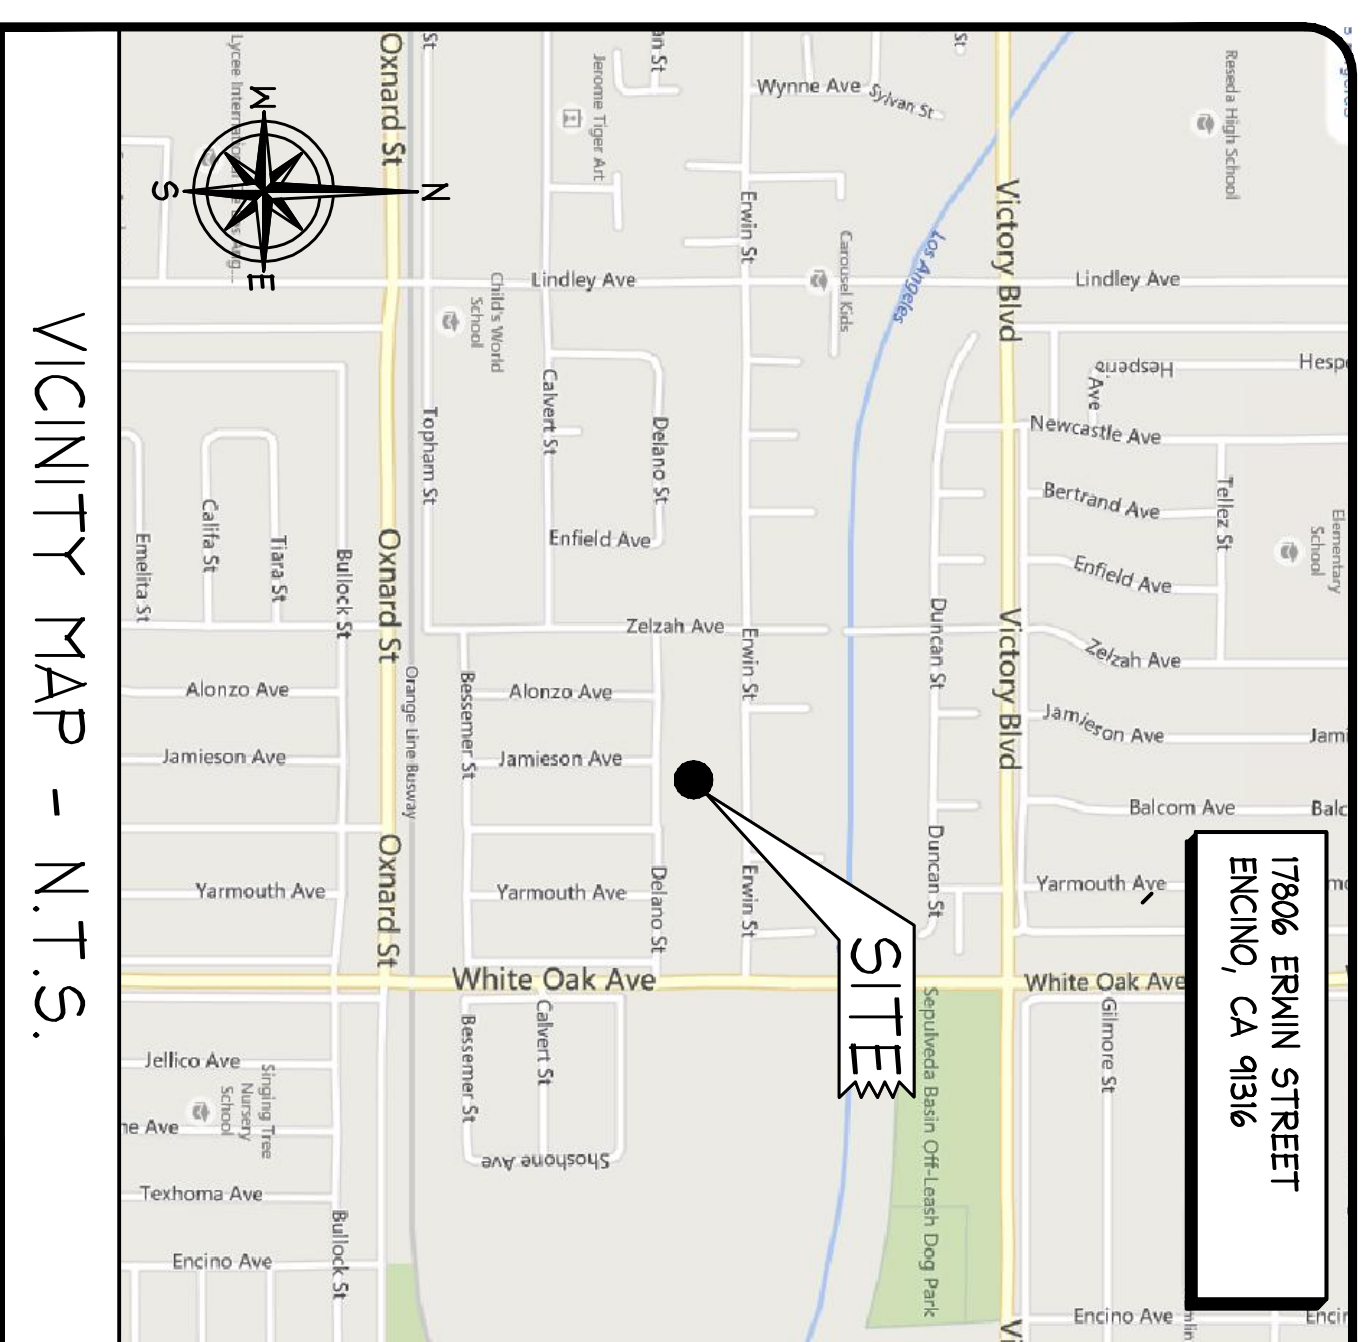 VICINITY MAP - N.T.S.
17806 ERWIN STREET
ENCINO, CA 91316
SITE
N
S
E
W
Reseda High School
Elementary
School
Lindley Ave
Hesperia
Ave
Newcastle Ave
Bertrand Ave
Tellez St
Enfield Ave
Zelzah Ave
Jamieson Ave
Balcom Ave
Yarmouth Ave
White Oak Ave
Gilmore St
Encino Ave
Victory Blvd
Victory Blvd
St
Los Angeles
Duncan St
Duncan St
Sepulveda Basin Off-Leash Dog Park
Wynne Ave
Sylvan St
Carousel Kids
Erwin St
Erwin St
Erwin St
St
Jerome Tiger Art
Lindley Ave
Delano St
Enfield Ave
Zelzah Ave
Delano St
Calvert St
Child's World
School
Alonzo Ave
Jamieson Ave
Yarmouth Ave
White Oak Ave
Calvert St
Shoshone Ave
Bessemer St
Bessemer St
St
Topham St
Orange Line Busway
Oxnard St
Oxnard St
Oxnard St
Bullock St
Bullock St
Tiara St
Califa St
Emelita St
Alonzo Ave
Jamieson Ave
Yarmouth Ave
Jellico Ave
Singing Tree
Nursery
School
Ave
Texhoma Ave
Encino Ave
Lycee International